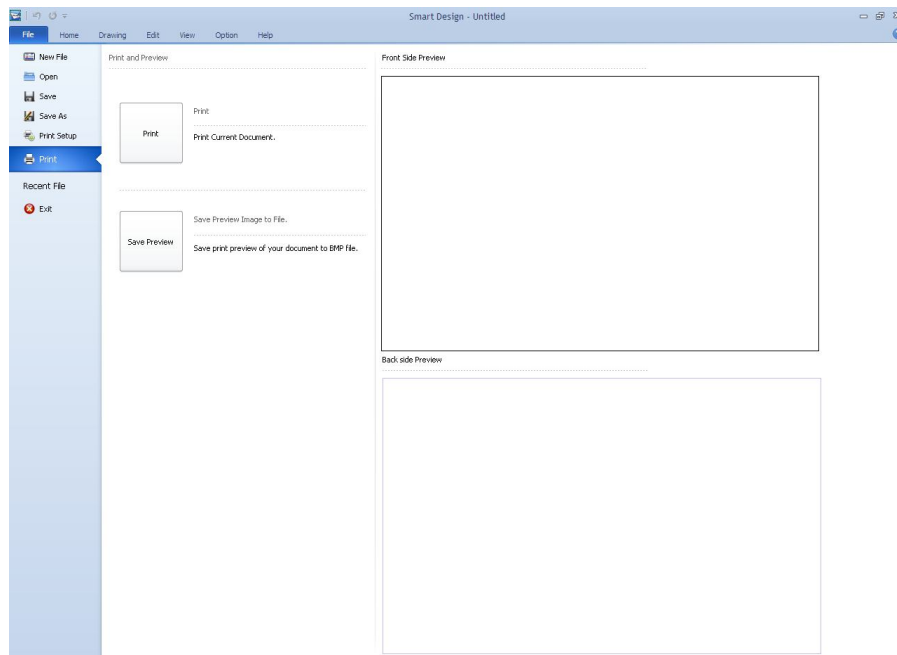 Smart Design - Untitled
File Home Drawing Edit View Option Help
New File
Open
Save
Save As
Print Setup
Print
Recent File
Exit
Print and Preview
Print
Print
Print Current Document.
Save Preview
Save Preview Image to File.
Save print preview of your document to BMP file.
Front Side Preview
Back side Preview